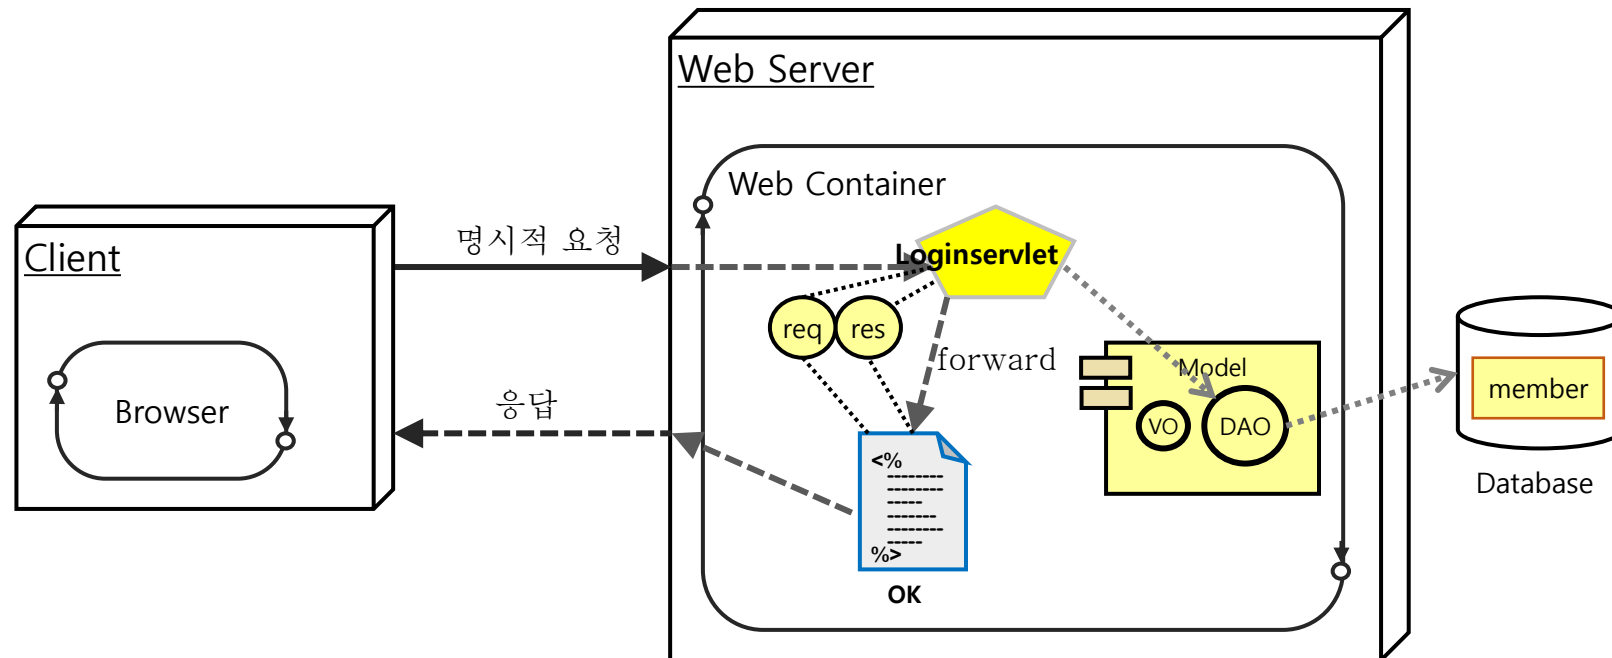 Web Server
Web Container
Client
명시적 요청
Loginservlet
req
res
forward
Model
VO
DAO
member
Database
Browser
응답
<%
--------
-----
-------
--------
-----
%>
OK